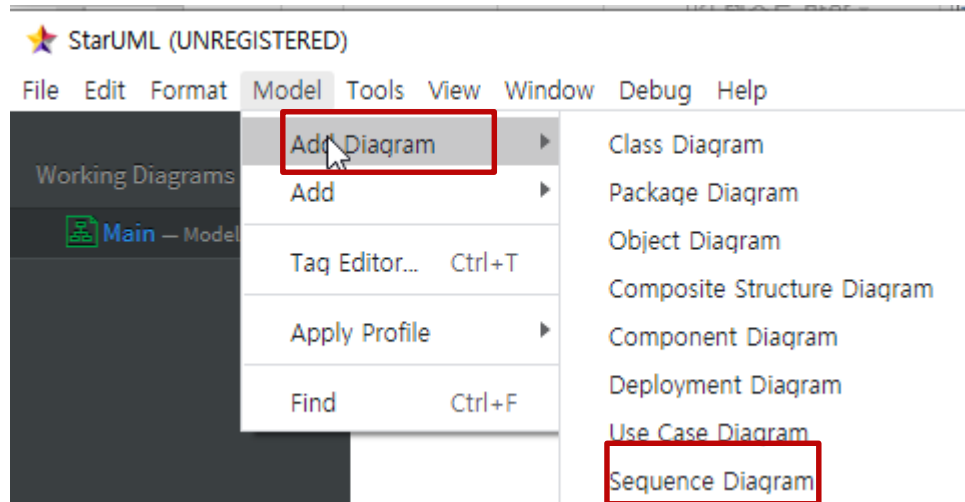 StarUML (UNREGISTERED)
File Edit Format Model Tools View Window Debug Help
Working Diagrams
Main — Model
Add Diagram
Add
Tag Editor... Ctrl+T
Apply Profile
Find Ctrl+F
Class Diagram
Package Diagram
Object Diagram
Composite Structure Diagram
Component Diagram
Deployment Diagram
Use Case Diagram
Sequence Diagram